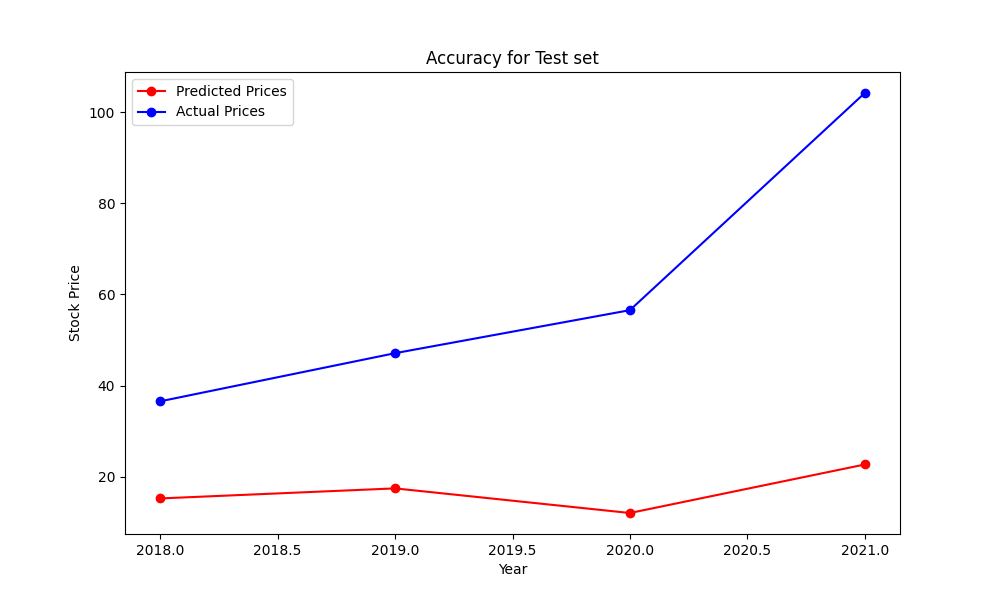 Accuracy for Test set
Predicted Prices
Actual Prices
100
80
60
40
20
Stock Price
2018.0 2018.5 2019.0 2019.5 2020.0 2020.5 2021.0
Year